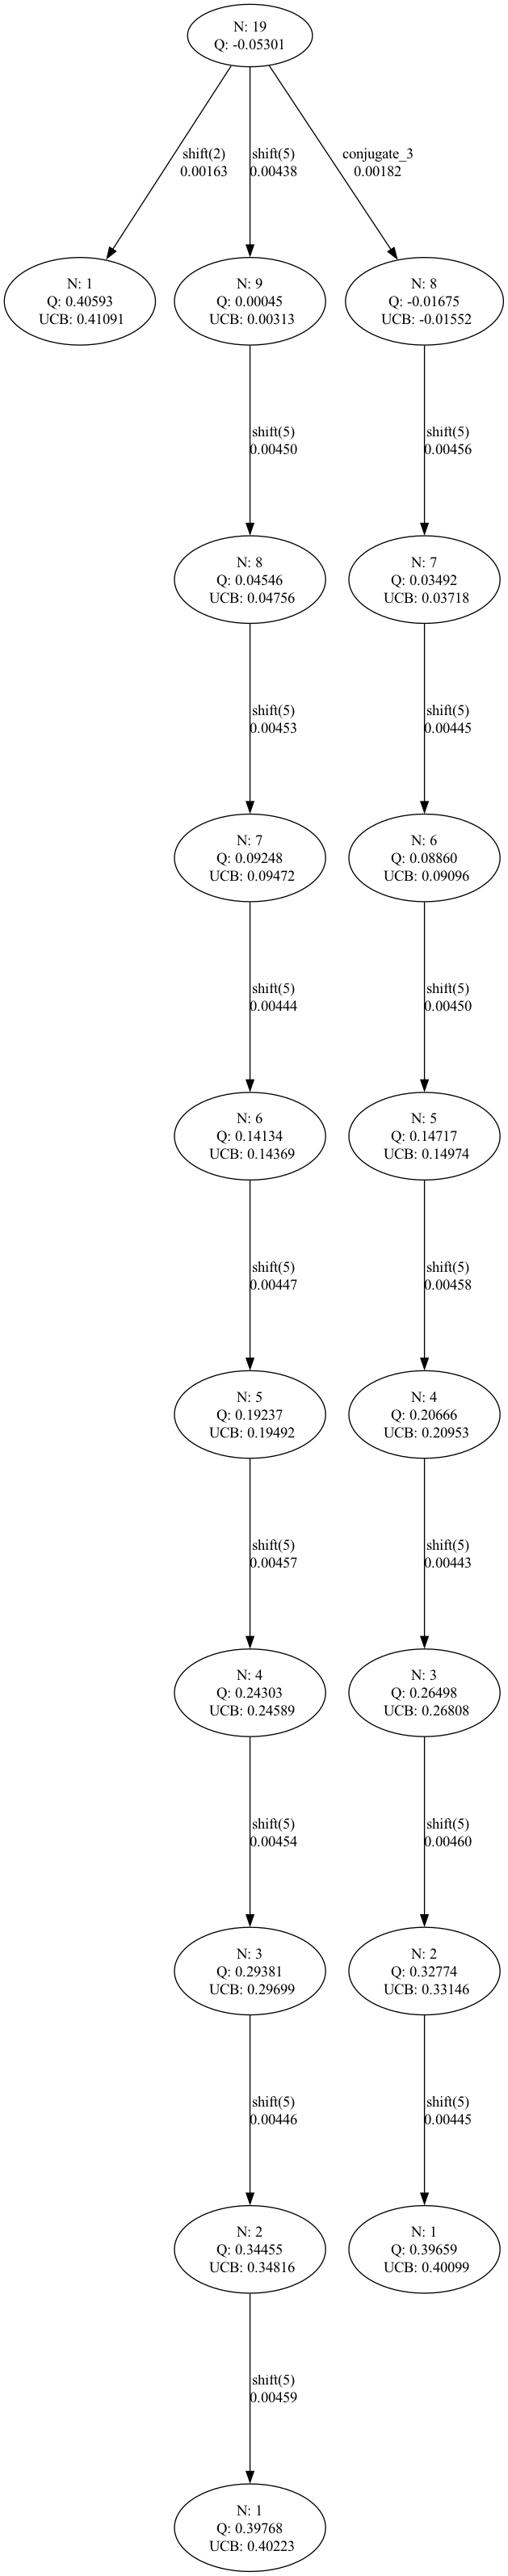 N: 19
Q: -0.05301
shift(2)
0.00163
shift(5)
0.00438
conjugate_3
0.00182
N: 1
Q: 0.40593
UCB: 0.41091
N: 9
Q: 0.00045
UCB: 0.00313
N: 8
Q: -0.01675
UCB: -0.01552
shift(5)
0.00450
shift(5)
0.00456
N: 8
Q: 0.04546
UCB: 0.04756
N: 7
Q: 0.03492
UCB: 0.03718
shift(5)
0.00453
shift(5)
0.00445
N: 7
Q: 0.09248
UCB: 0.09472
N: 6
Q: 0.08860
UCB: 0.09096
shift(5)
0.00444
shift(5)
0.00450
N: 6
Q: 0.14134
UCB: 0.14369
N: 5
Q: 0.14717
UCB: 0.14974
shift(5)
0.00447
shift(5)
0.00458
N: 5
Q: 0.19237
UCB: 0.19492
N: 4
Q: 0.20666
UCB: 0.20953
shift(5)
0.00457
shift(5)
0.00443
N: 4
Q: 0.24303
UCB: 0.24589
N: 3
Q: 0.26498
UCB: 0.26808
shift(5)
0.00454
shift(5)
0.00460
N: 3
Q: 0.29381
UCB: 0.29699
N: 2
Q: 0.32774
UCB: 0.33146
shift(5)
0.00446
shift(5)
0.00445
N: 2
Q: 0.34455
UCB: 0.34816
N: 1
Q: 0.39659
UCB: 0.40099
shift(5)
0.00459
N: 1
Q: 0.39768
UCB: 0.40223